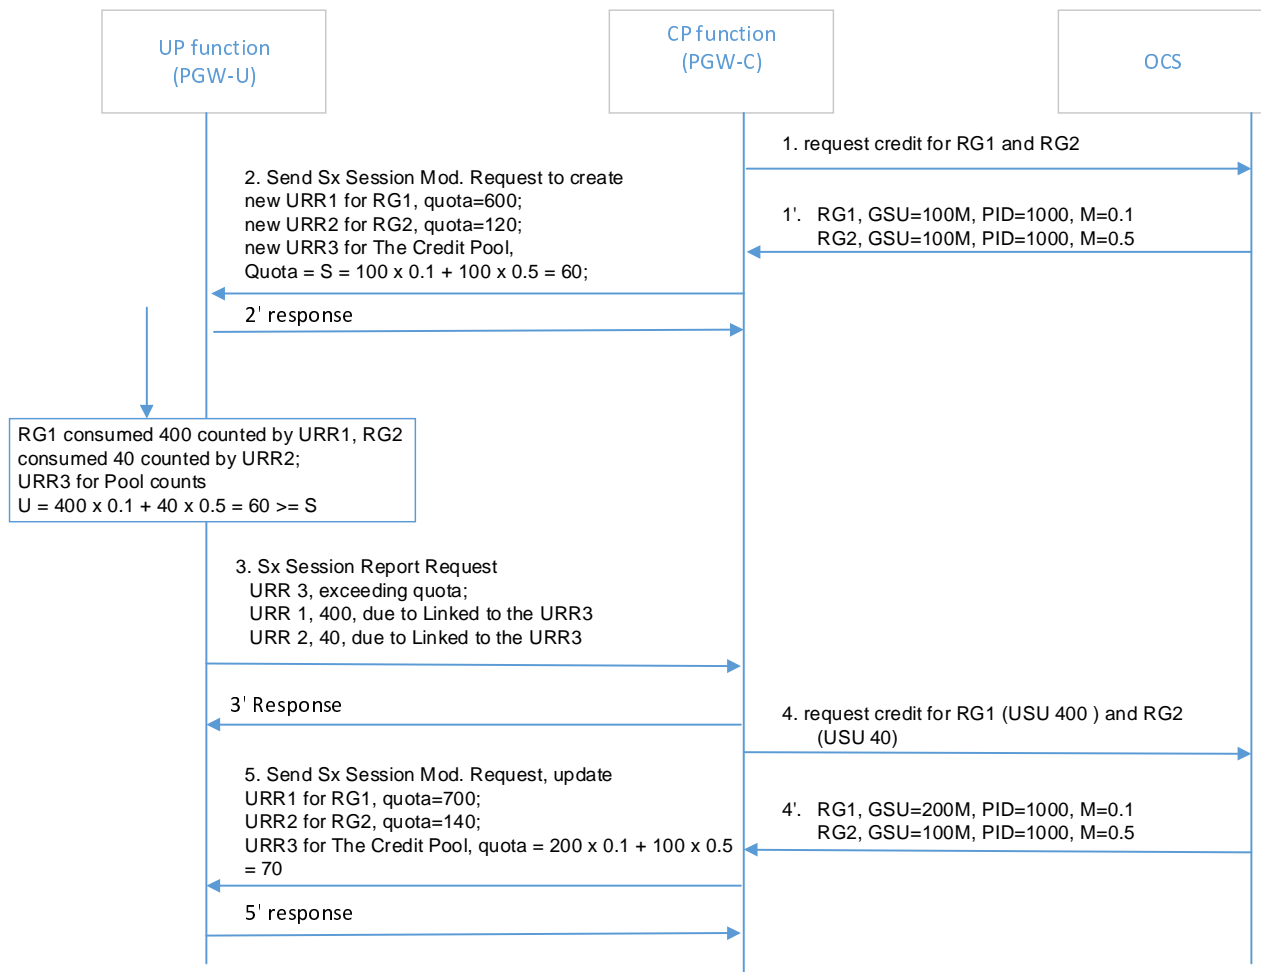 UP function
(PGW-U)
CP function
(PGW-C)
OCS
1. request credit for RG1 and RG2
2. Send Sx Session Mod. Request to create
new URR1 for RG1, quota=600;
new URR2 for RG2, quota=120;
new URR3 for The Credit Pool,
Quota = S = 100 x 0.1 + 100 x 0.5 = 60;
1'. RG1, GSU=100M, PID=1000, M=0.1
RG2, GSU=100M, PID=1000, M=0.5
2' response
RG1 consumed 400 counted by URR1, RG2
consumed 40 counted by URR2;
URR3 for Pool counts
U = 400 x 0.1 + 40 x 0.5 = 60 >= S
3. Sx Session Report Request
URR 3, exceeding quota;
URR 1, 400, due to Linked to the URR3
URR 2, 40, due to Linked to the URR3
3' Response
4. request credit for RG1 (USU 400 ) and RG2
(USU 40)
5. Send Sx Session Mod. Request, update
URR1 for RG1, quota=700;
URR2 for RG2, quota=140;
URR3 for The Credit Pool, quota = 200 x 0.1 + 100 x 0.5
= 70
4'. RG1, GSU=200M, PID=1000, M=0.1
RG2, GSU=100M, PID=1000, M=0.5
5' response